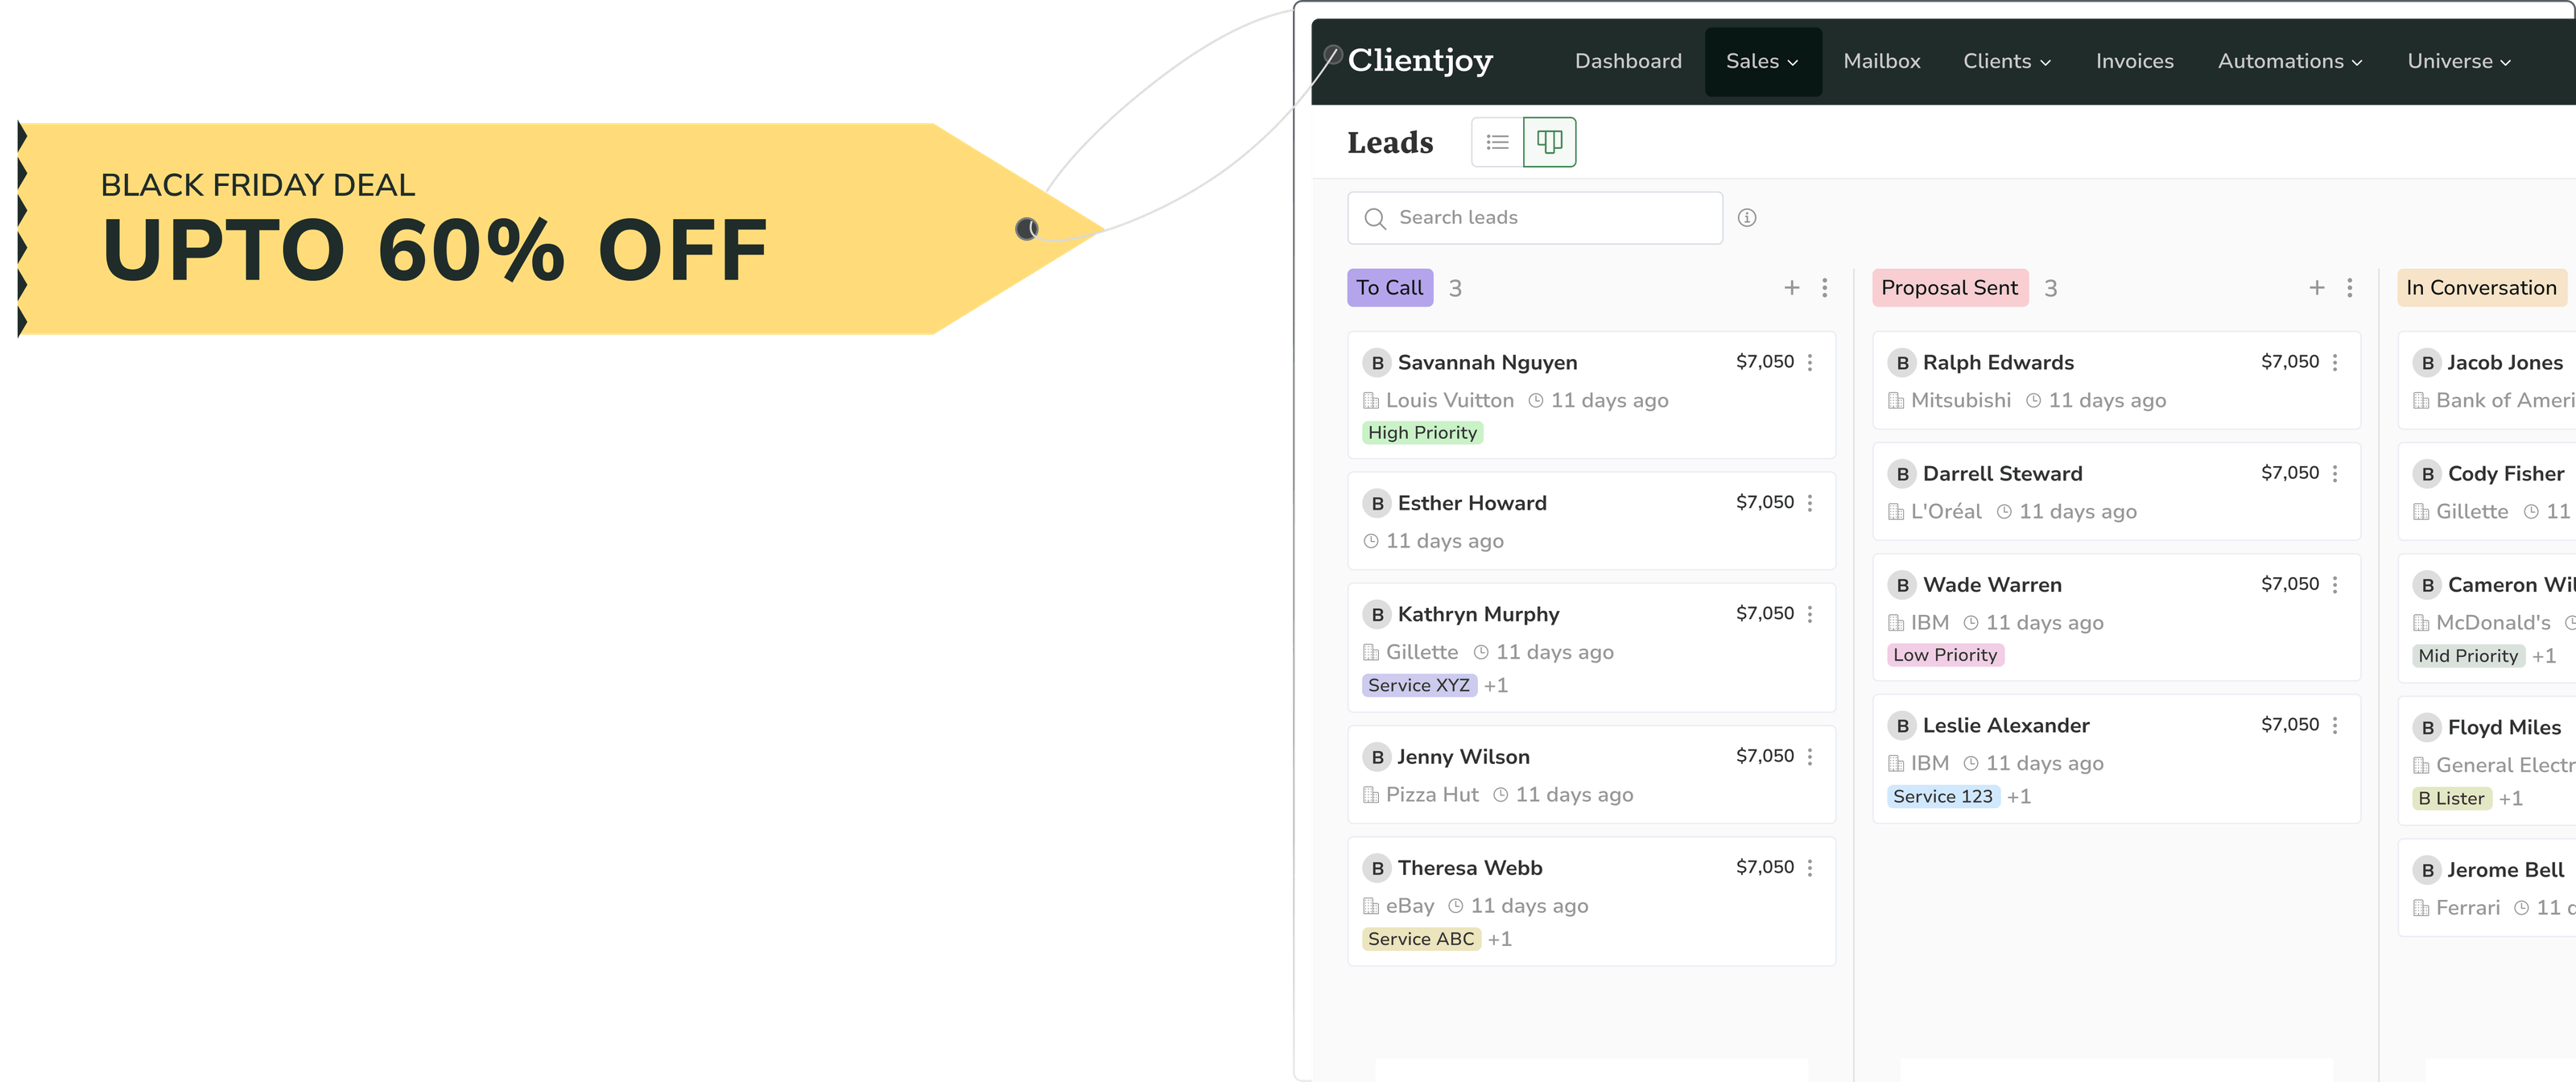 BLACK FRIDAY DEAL
UPTO 60% OFF
Clientjoy Dashboard Sales Mailbox Clients Invoices Automations Universe
Leads
Search leads
To Call 3
B Savannah Nguyen $7,050
Louis Vuitton 11 days ago
High Priority
B Esther Howard $7,050
11 days ago
B Kathryn Murphy $7,050
Gillette 11 days ago
Service XYZ +1
B Jenny Wilson $7,050
Pizza Hut 11 days ago
B Theresa Webb $7,050
eBay 11 days ago
Service ABC +1
Proposal Sent 3
B Ralph Edwards $7,050
Mitsubishi 11 days ago
B Darrell Steward $7,050
L'Oréal 11 days ago
B Wade Warren $7,050
IBM 11 days ago
Low Priority
B Leslie Alexander $7,050
IBM 11 days ago
Service 123 +1
In Conversation
B Jacob Jones
Bank of Ameri
B Cody Fisher
Gillette 11
B Cameron Wil
McDonald's
Mid Priority +1
B Floyd Miles
General Electr
B Lister +1
B Jerome Bell
Ferrari 11 d